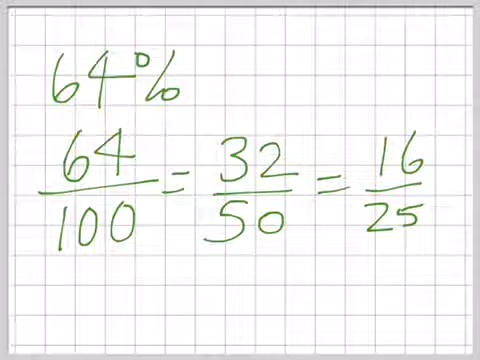 64%
64/100 = 32/50 = 16/25